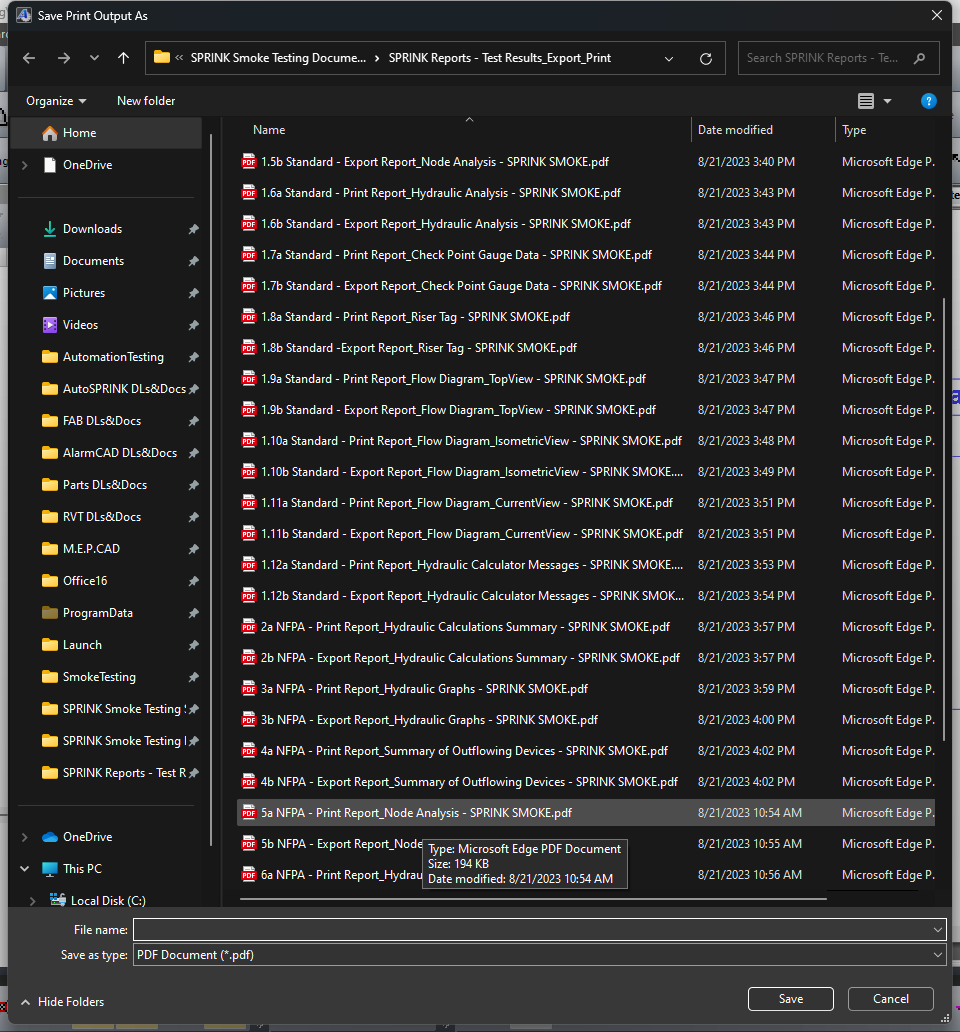 Save Print Output As
« SPRINK Smoke Testing Docume... › SPRINK Reports - Test Results_Export_Print
Search SPRINK Reports - Te...
Organize
New folder
Name
Date modified
Type
Home
OneDrive
Downloads
Documents
Pictures
Videos
AutomationTesting
AutoSPRINK DLs&Docs
FAB DLs&Docs
AlarmCAD DLs&Docs
Parts DLs&Docs
RVT DLs&Docs
M.E.P.CAD
Office16
ProgramData
Launch
SmokeTesting
SPRINK Smoke Testing
SPRINK Smoke Testing
SPRINK Reports - Test R
OneDrive
This PC
Local Disk (C:)
1.5b Standard - Export Report_Node Analysis - SPRINK SMOKE.pdf 8/21/2023 3:40 PM Microsoft Edge P.
1.6a Standard - Print Report_Hydraulic Analysis - SPRINK SMOKE.pdf 8/21/2023 3:43 PM Microsoft Edge P.
1.6b Standard - Export Report_Hydraulic Analysis - SPRINK SMOKE.pdf 8/21/2023 3:43 PM Microsoft Edge P.
1.7a Standard - Print Report_Check Point Gauge Data - SPRINK SMOKE.pdf 8/21/2023 3:44 PM Microsoft Edge P.
1.7b Standard - Export Report_Check Point Gauge Data - SPRINK SMOKE.pdf 8/21/2023 3:44 PM Microsoft Edge P.
1.8a Standard - Print Report_Riser Tag - SPRINK SMOKE.pdf 8/21/2023 3:46 PM Microsoft Edge P.
1.8b Standard -Export Report_Riser Tag - SPRINK SMOKE.pdf 8/21/2023 3:46 PM Microsoft Edge P.
1.9a Standard - Print Report_Flow Diagram_TopView - SPRINK SMOKE.pdf 8/21/2023 3:47 PM Microsoft Edge P.
1.9b Standard - Export Report_Flow Diagram_TopView - SPRINK SMOKE.pdf 8/21/2023 3:47 PM Microsoft Edge P.
1.10a Standard - Print Report_Flow Diagram_IsometricView - SPRINK SMOKE.pdf 8/21/2023 3:48 PM Microsoft Edge P.
1.10b Standard - Export Report_Flow Diagram_IsometricView - SPRINK SMOKE.... 8/21/2023 3:49 PM Microsoft Edge P.
1.11a Standard - Print Report_Flow Diagram_CurrentView - SPRINK SMOKE.pdf 8/21/2023 3:51 PM Microsoft Edge P.
1.11b Standard - Export Report_Flow Diagram_CurrentView - SPRINK SMOKE.pdf 8/21/2023 3:51 PM Microsoft Edge P.
1.12a Standard - Print Report_Hydraulic Calculator Messages - SPRINK SMOKE.... 8/21/2023 3:53 PM Microsoft Edge P.
1.12b Standard - Export Report_Hydraulic Calculator Messages - SPRINK SMOK... 8/21/2023 3:54 PM Microsoft Edge P.
2a NFPA - Print Report_Hydraulic Calculations Summary - SPRINK SMOKE.pdf 8/21/2023 3:57 PM Microsoft Edge P.
2b NFPA - Export Report_Hydraulic Calculations Summary - SPRINK SMOKE.pdf 8/21/2023 3:57 PM Microsoft Edge P.
3a NFPA - Print Report_Hydraulic Graphs - SPRINK SMOKE.pdf 8/21/2023 3:59 PM Microsoft Edge P.
3b NFPA - Export Report_Hydraulic Graphs - SPRINK SMOKE.pdf 8/21/2023 4:00 PM Microsoft Edge P.
4a NFPA - Print Report_Summary of Outflowing Devices - SPRINK SMOKE.pdf 8/21/2023 4:02 PM Microsoft Edge P.
4b NFPA - Export Report_Summary of Outflowing Devices - SPRINK SMOKE.pdf 8/21/2023 4:02 PM Microsoft Edge P.
5a NFPA - Print Report_Node Analysis - SPRINK SMOKE.pdf 8/21/2023 10:54 AM Microsoft Edge P.
5b NFPA - Export Report_Node 8/21/2023 10:55 AM Microsoft Edge P.
6a NFPA - Print Report_Hydrau 8/21/2023 10:56 AM Microsoft Edge P.
Type: Microsoft Edge PDF Document
Size: 194 KB
Date modified: 8/21/2023 10:54 AM
File name:
Save as type: PDF Document (*.pdf)
Hide Folders
Save
Cancel